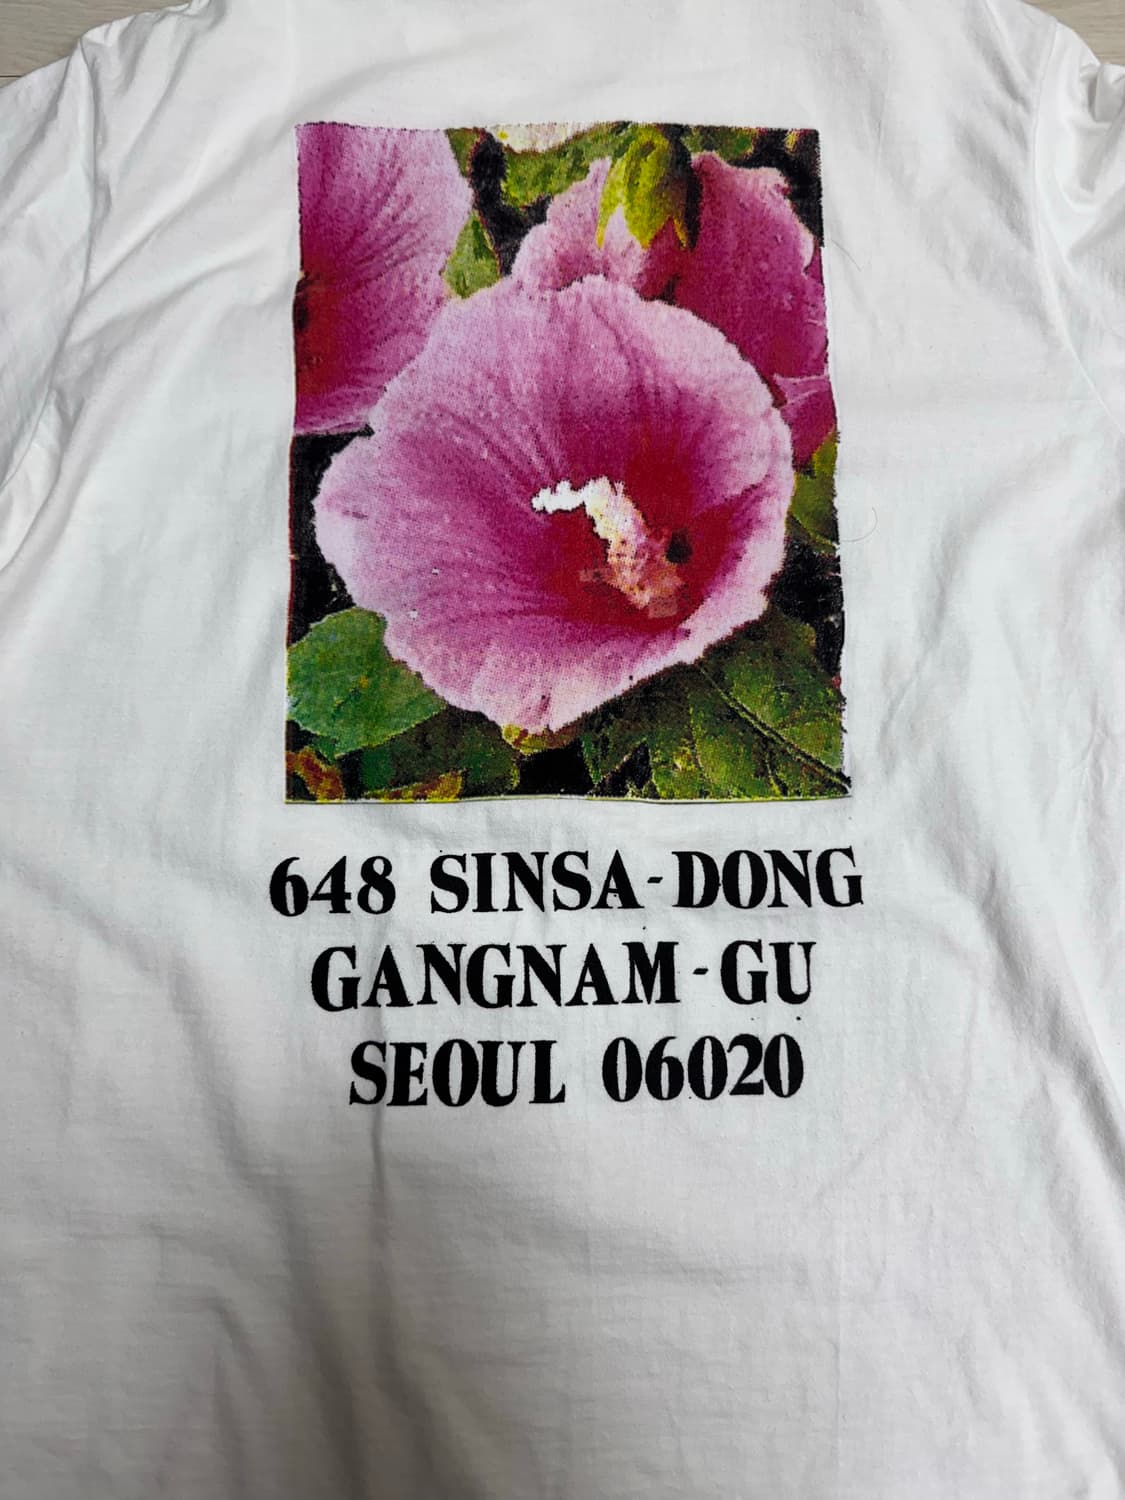 648 SINSA-DONG
GANGNAM-GU
SEOUL 06020